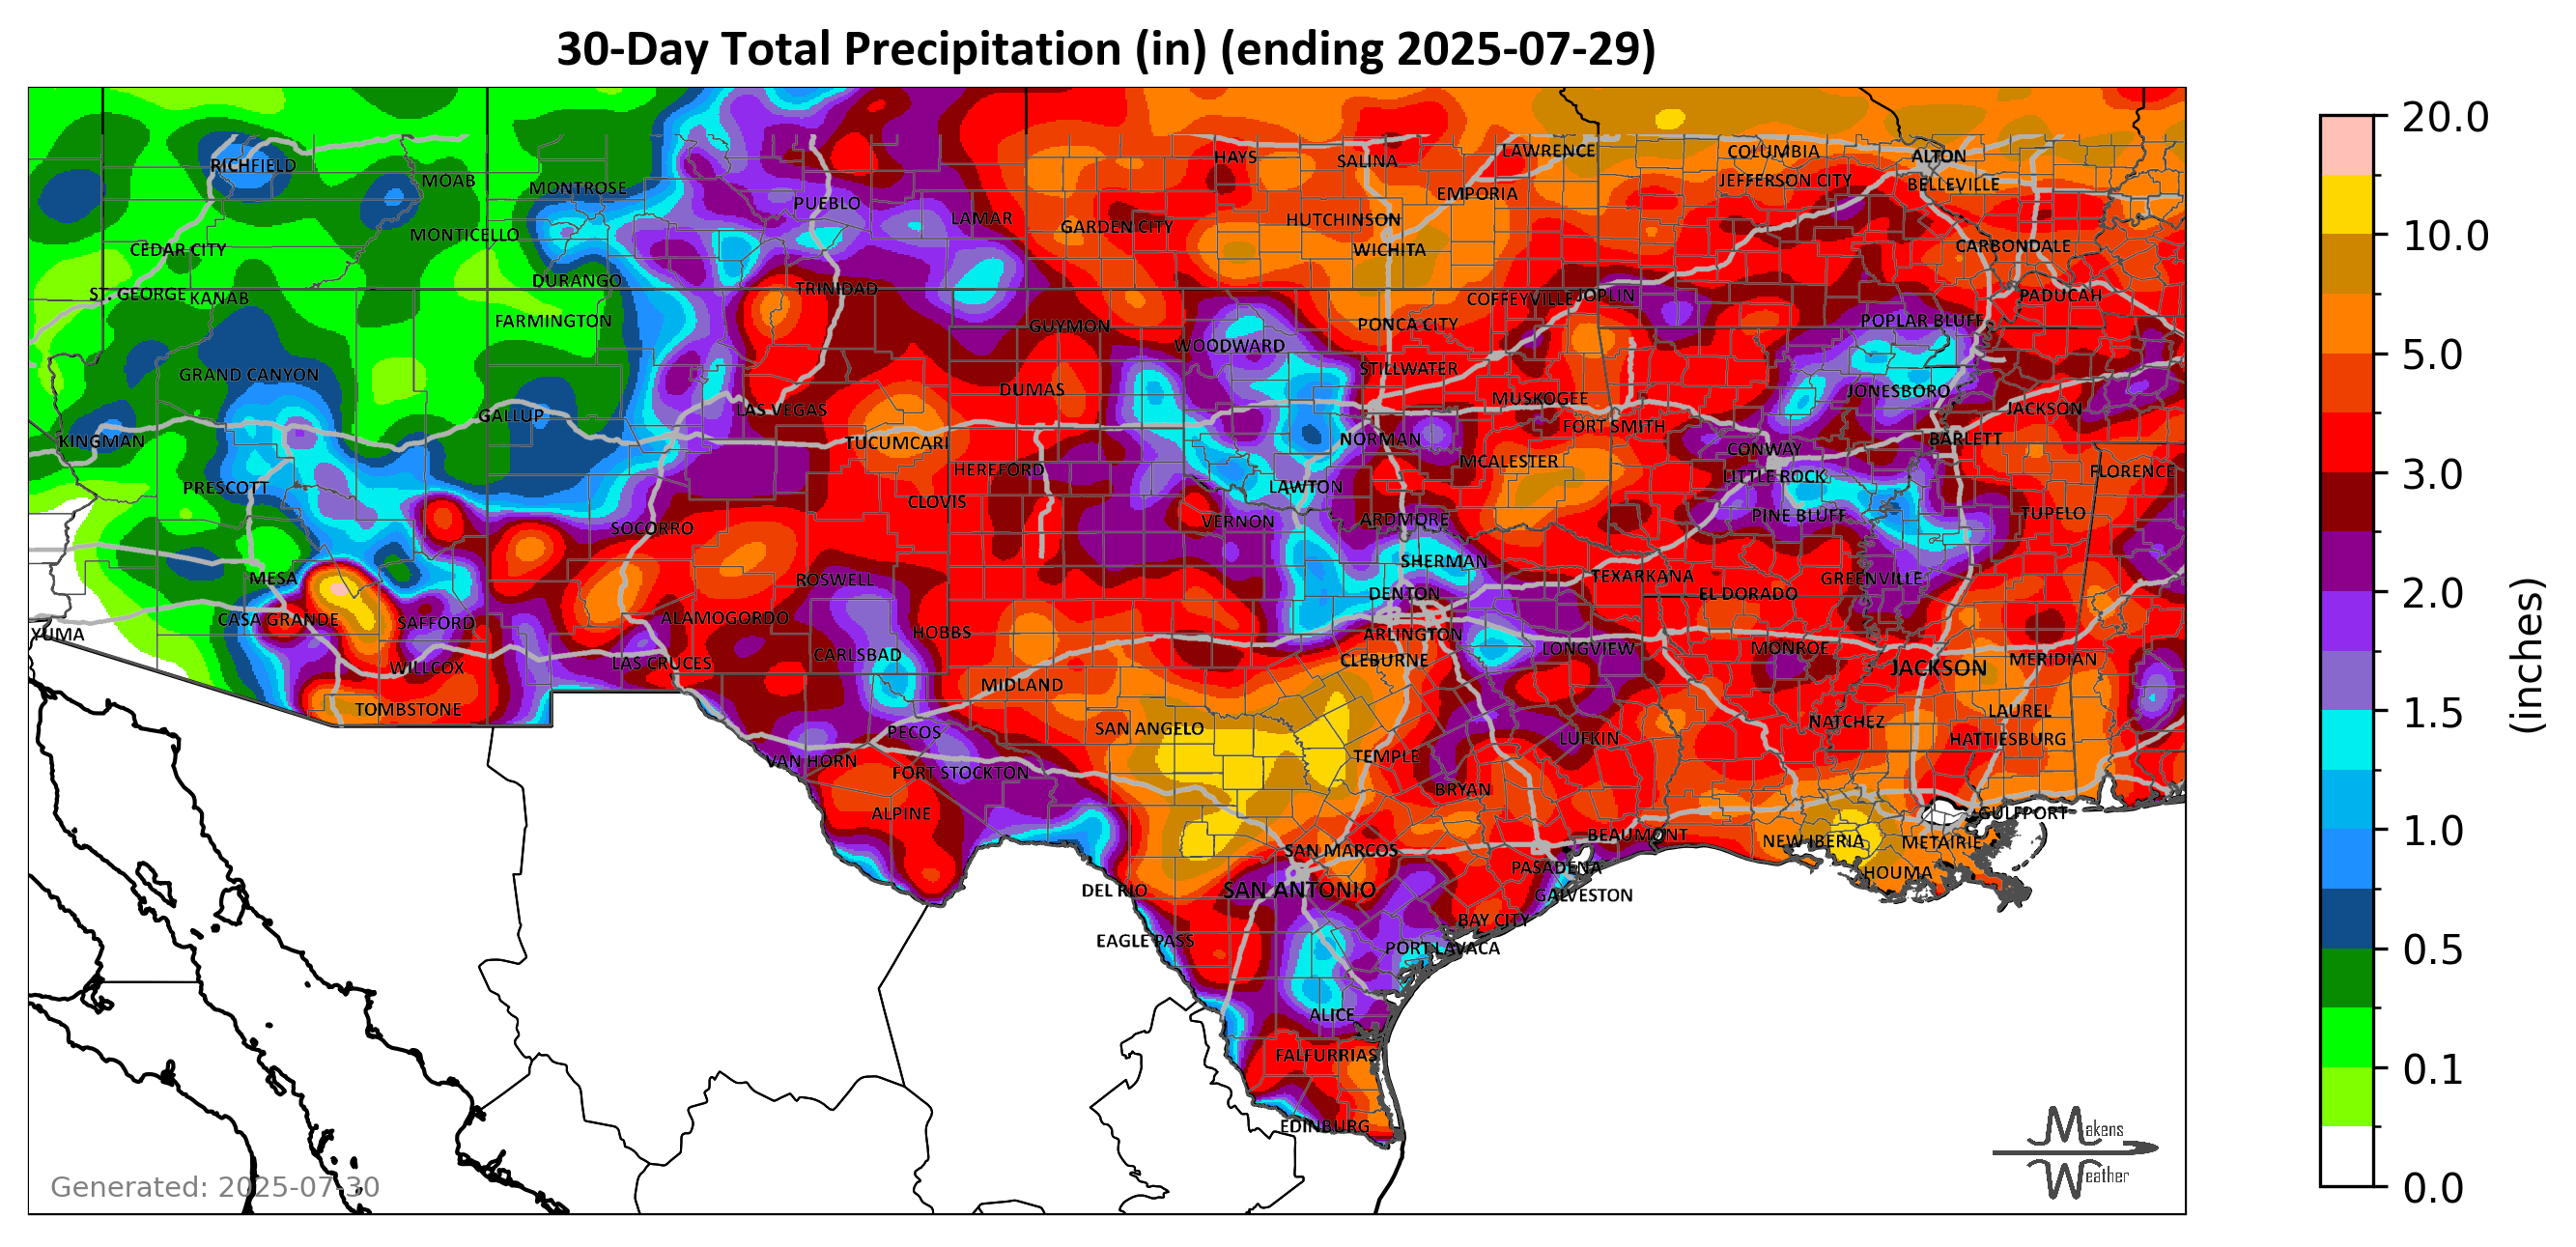 30-Day Total Precipitation (in) (ending 2025-07-29)
20.0
10.0
5.0
3.0
2.0
1.5
1.0
0.5
0.1
0.0
(inches)
RICHFIELD
MOAB
MONTROSE
PUEBLO
LAMAR
HAYS
SALINA
LAWRENCE
COLUMBIA
ALTON
JEFFERSON CITY
BELLEVILLE
EMPORIA
GARDEN CITY
HUTCHINSON
WICHITA
CARBONDALE
CEDAR CITY
MONTICELLO
DURANGO
TRINIDAD
ST. GEORGE
KANAB
COFFEYVILLE
JOPLIN
PADUCAH
FARMINGTON
GUYMON
PONCA CITY
POPLAR BLUFF
WOODWARD
GRAND CANYON
STILLWATER
DUMAS
JONESBORO
GALLUP
LAS VEGAS
MUSKOGEE
JACKSON
KINGMAN
TUCUMCARI
NORMAN
FORT SMITH
BARLETT
CONWAY
HEREFORD
MCALESTER
FLORENCE
PRESCOTT
LITTLE ROCK
LAWTON
CLOVIS
SOCORRO
VERNON
ARDMORE
PINE BLUFF
TUPELO
SHERMAN
MESA
ROSWELL
TEXARKANA
GREENVILLE
DENTON
EL DORADO
CASA GRANDE
SAFFORD
ALAMOGORDO
HOBBS
ARLINGTON
YUMA
WILLCOX
LAS CRUCES
CARLSBAD
CLEBURNE
LONGVIEW
MONROE
JACKSON
MERIDIAN
MIDLAND
TOMBSTONE
SAN ANGELO
NATCHEZ
LAUREL
PECOS
LUFKIN
HATTIESBURG
VAN HORN
FORT STOCKTON
TEMPLE
BRYAN
ALPINE
GULFPORT
BEAUMONT
NEW IBERIA
METAIRIE
SAN MARCOS
PASADENA
HOUMA
DEL RIO
SAN ANTONIO
GALVESTON
BAY CITY
EAGLE PASS
PORT LAVACA
ALICE
FALFURRIAS
EDINBURG
Generated: 2025-07-30
Makens
Weather